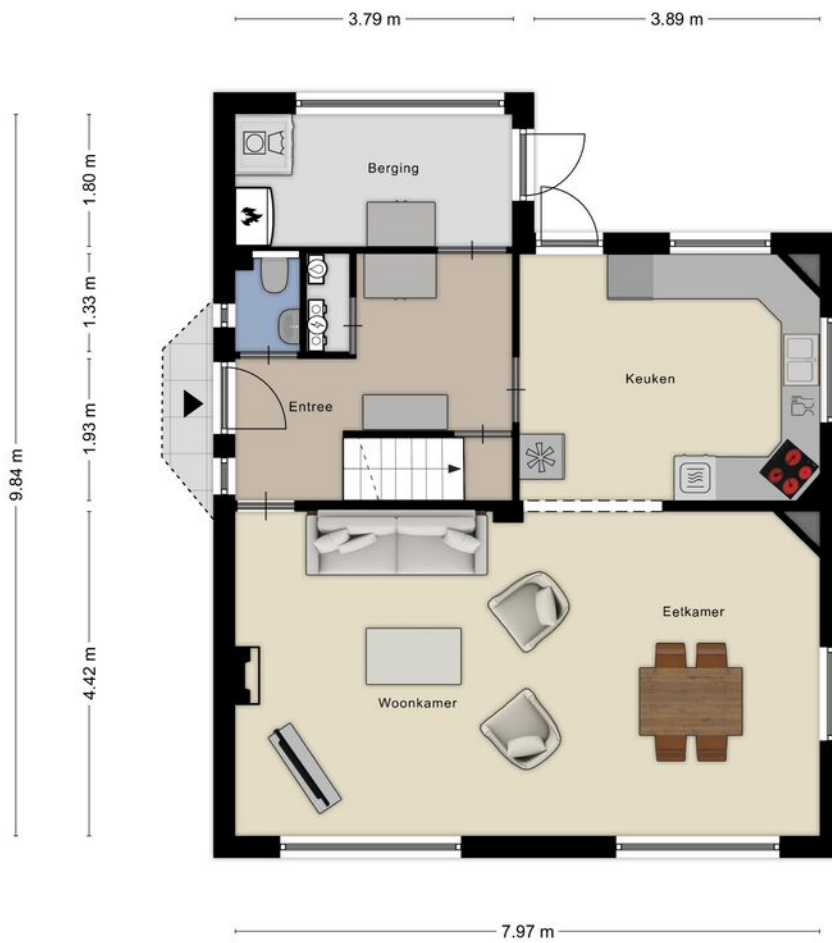 3.79 m
3.89 m
1.80 m
Berging
1.33 m
Keuken
Entree
1.93 m
9.84 m
Eetkamer
4.42 m
Woonkamer
7.97 m